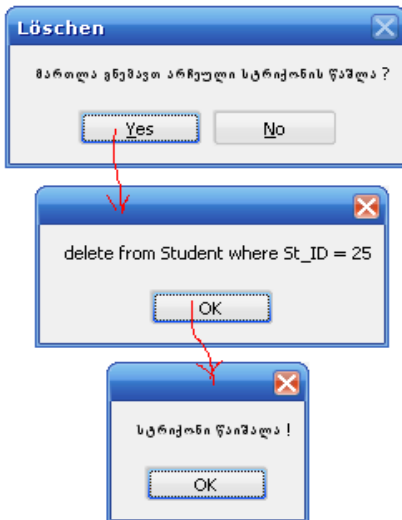 Löschen
მართლა გნებავთ არჩეული სტრიქონის წაშლა ?
Yes
No
delete from Student where St_ID = 25
OK
სტრიქონი წაიშალა !
OK